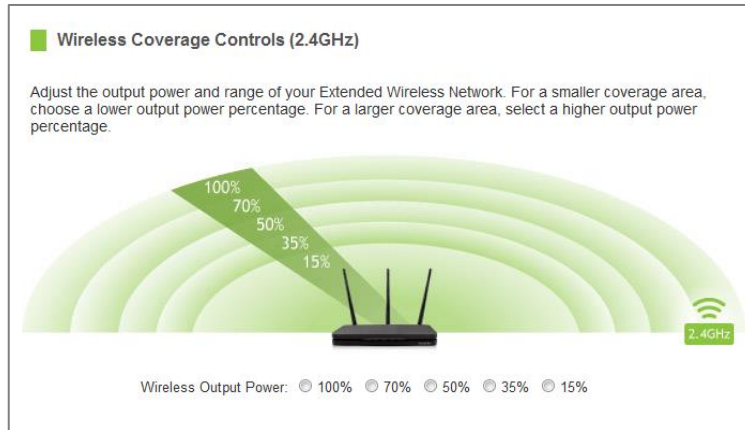 Wireless Coverage Controls (2.4GHz)
Adjust the output power and range of your Extended Wireless Network. For a smaller coverage area,
choose a lower output power percentage. For a larger coverage area, select a higher output power
percentage.
100%
70%
50%
35%
15%
2.4GHz
Wireless Output Power: 100% 70% 50% 35% 15%